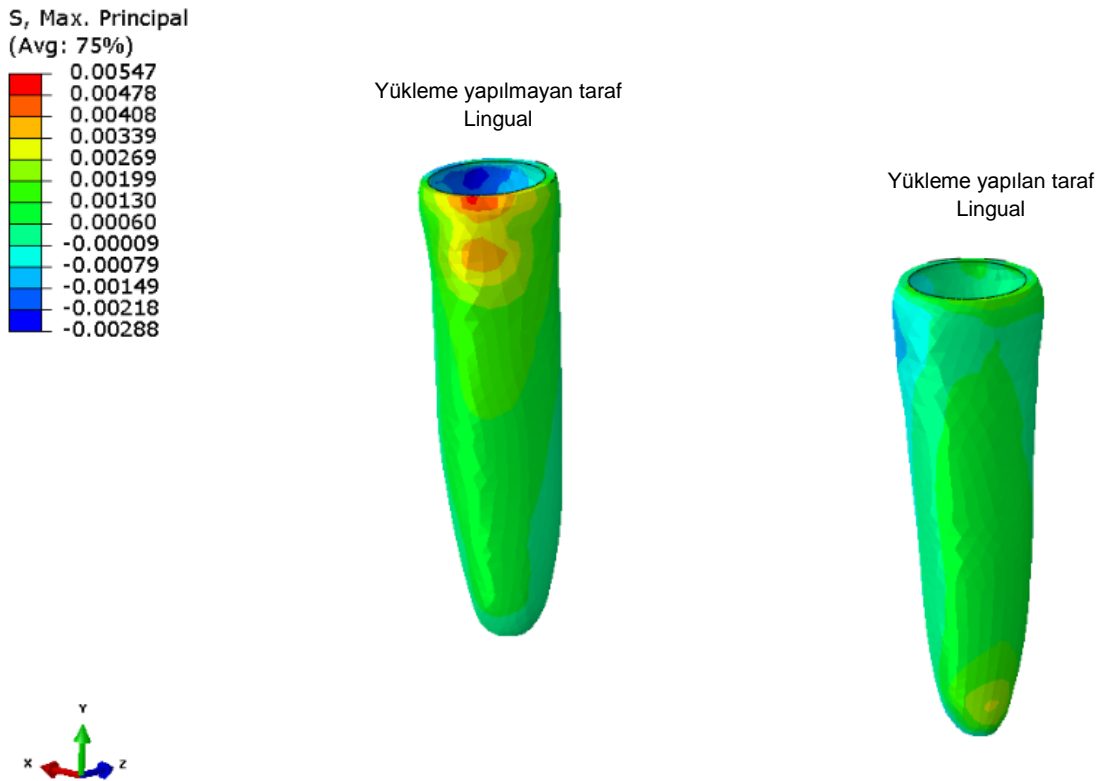 S, Max. Principal
(Avg: 75%)
0.00547
0.00478
0.00408
0.00339
0.00269
0.00199
0.00130
0.00060
-0.00009
-0.00079
-0.00149
-0.00218
-0.00288
Yükleme yapılmayan taraf
Lingual
Yükleme yapılan taraf
Lingual
Y
X
Z